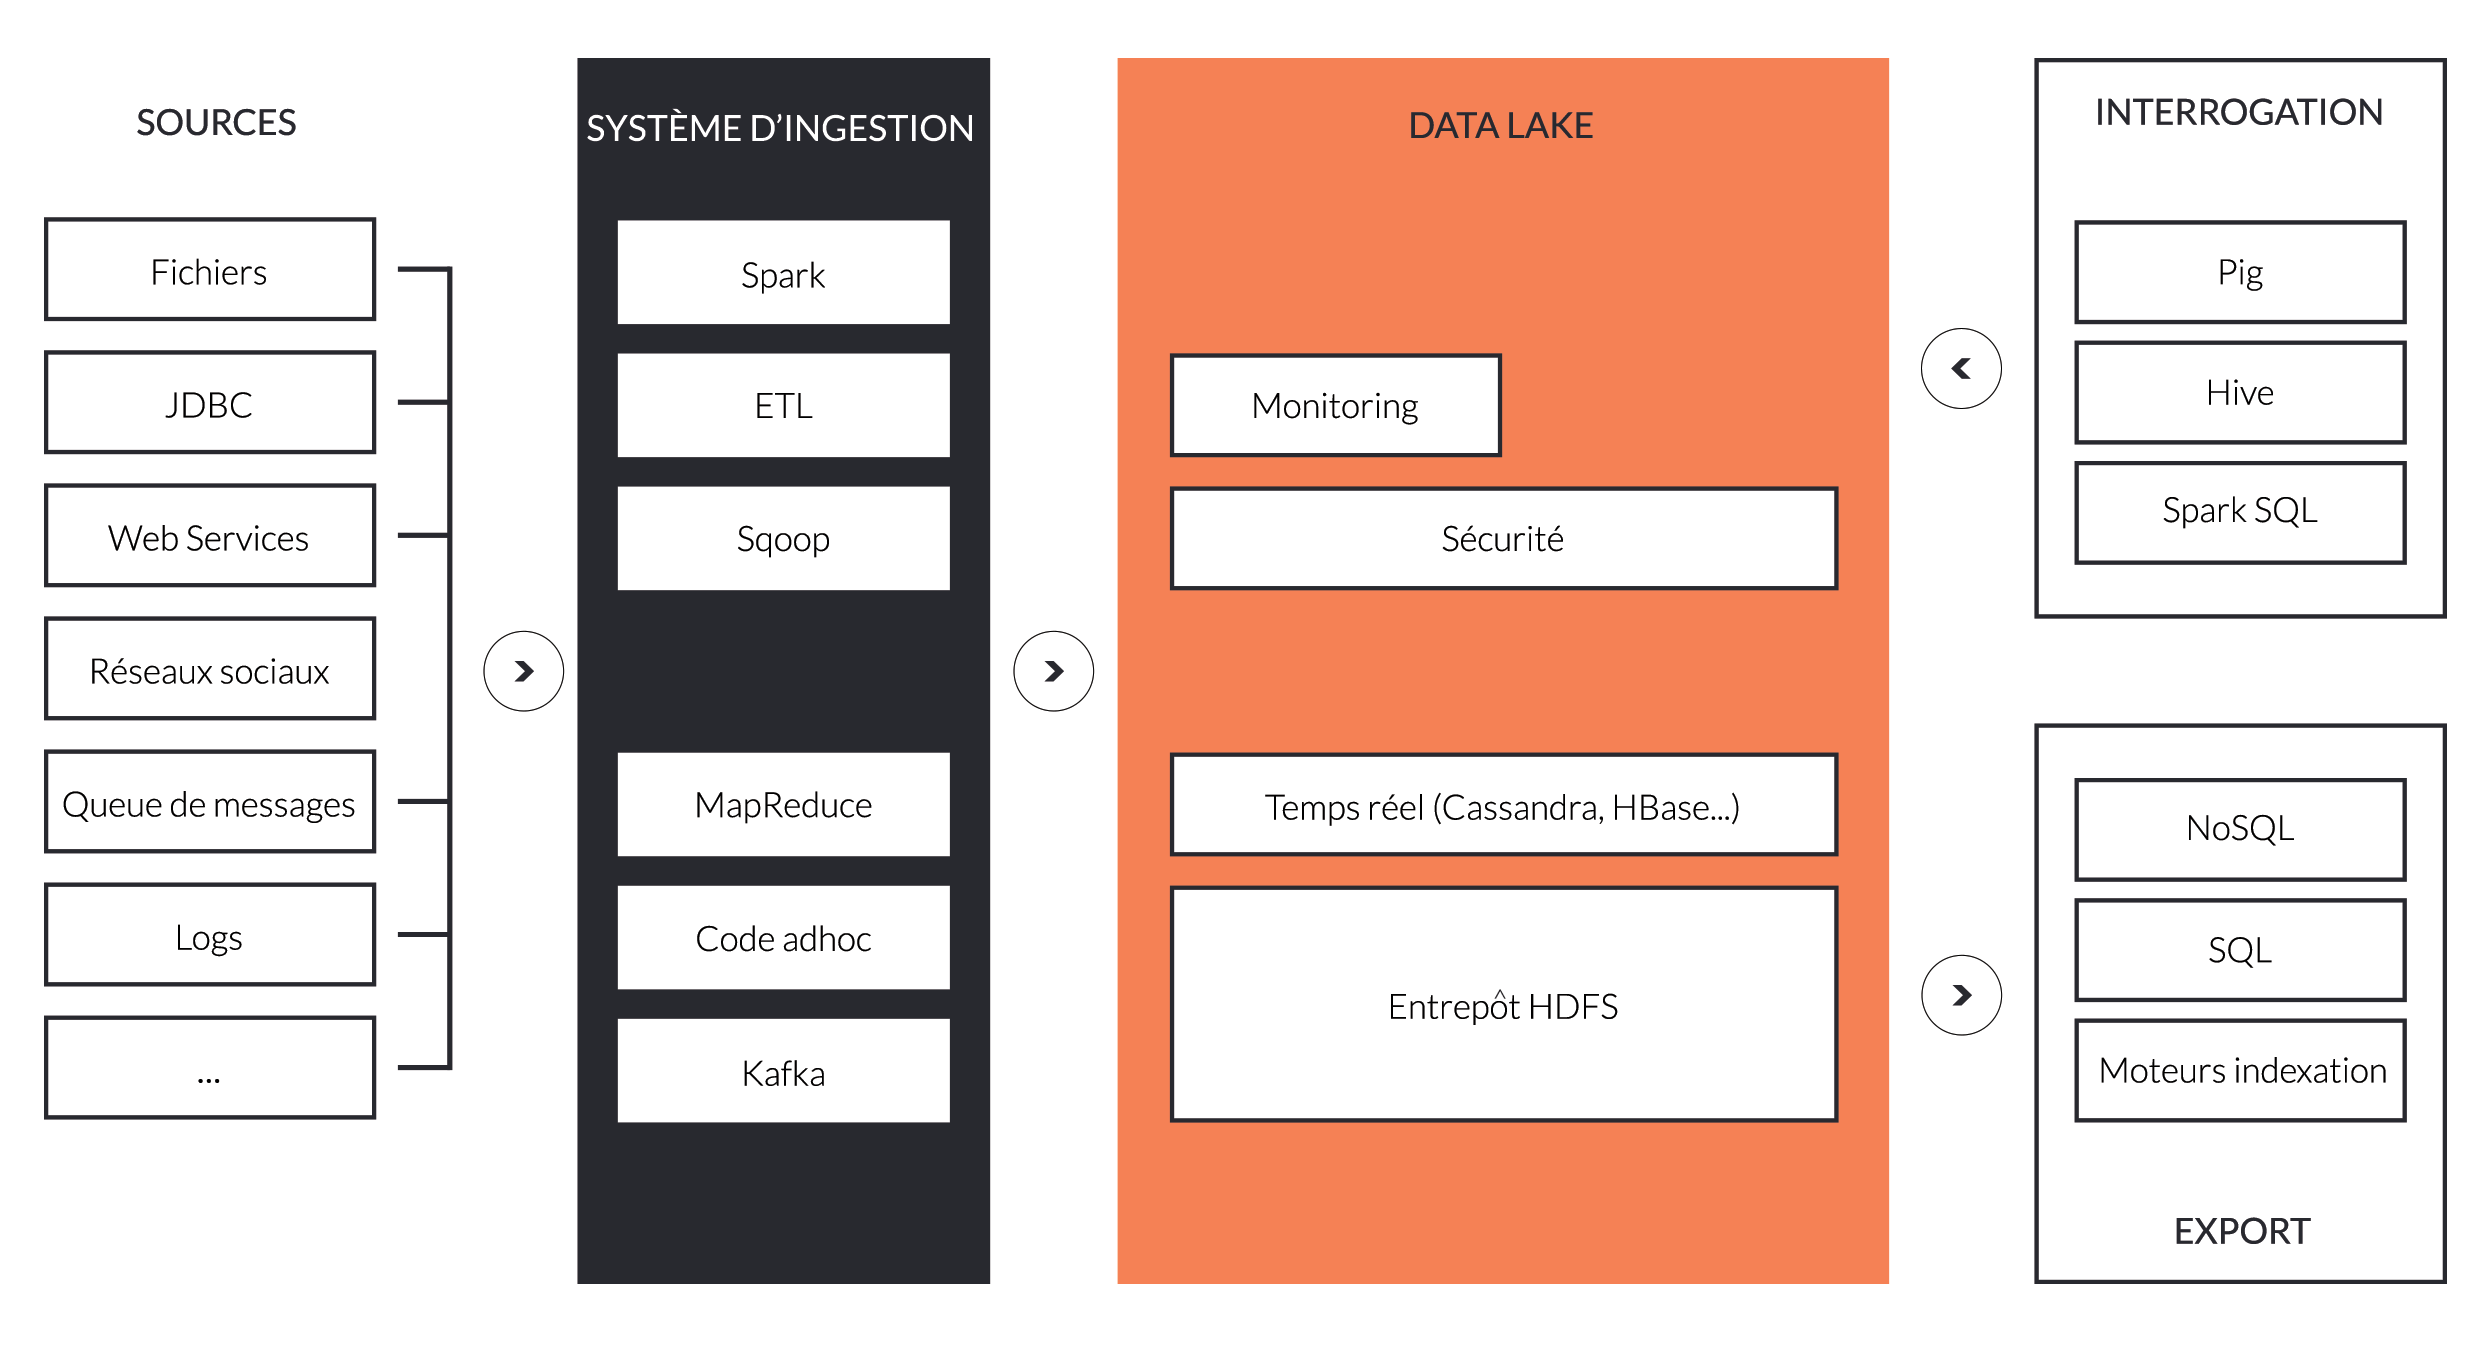 SOURCES
Fichiers
JDBC
Web Services
Réseaux sociaux
Queue de messages
Logs
...
SYSTÈME D’INGESTION
Spark
ETL
Sqoop
MapReduce
Code adhoc
Kafka
DATA LAKE
Monitoring
Sécurité
Temps réel (Cassandra, HBase...)
Entrepôt HDFS
INTERROGATION
Pig
Hive
Spark SQL
NoSQL
SQL
Moteurs indexation
EXPORT